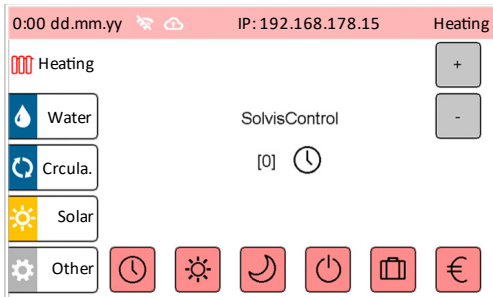 0:00 dd.mm.yy IP: 192.168.178.15 Heating
Heating
+
Water
-
SolvisControl
Crcula.
[0]
Solar
Other
€